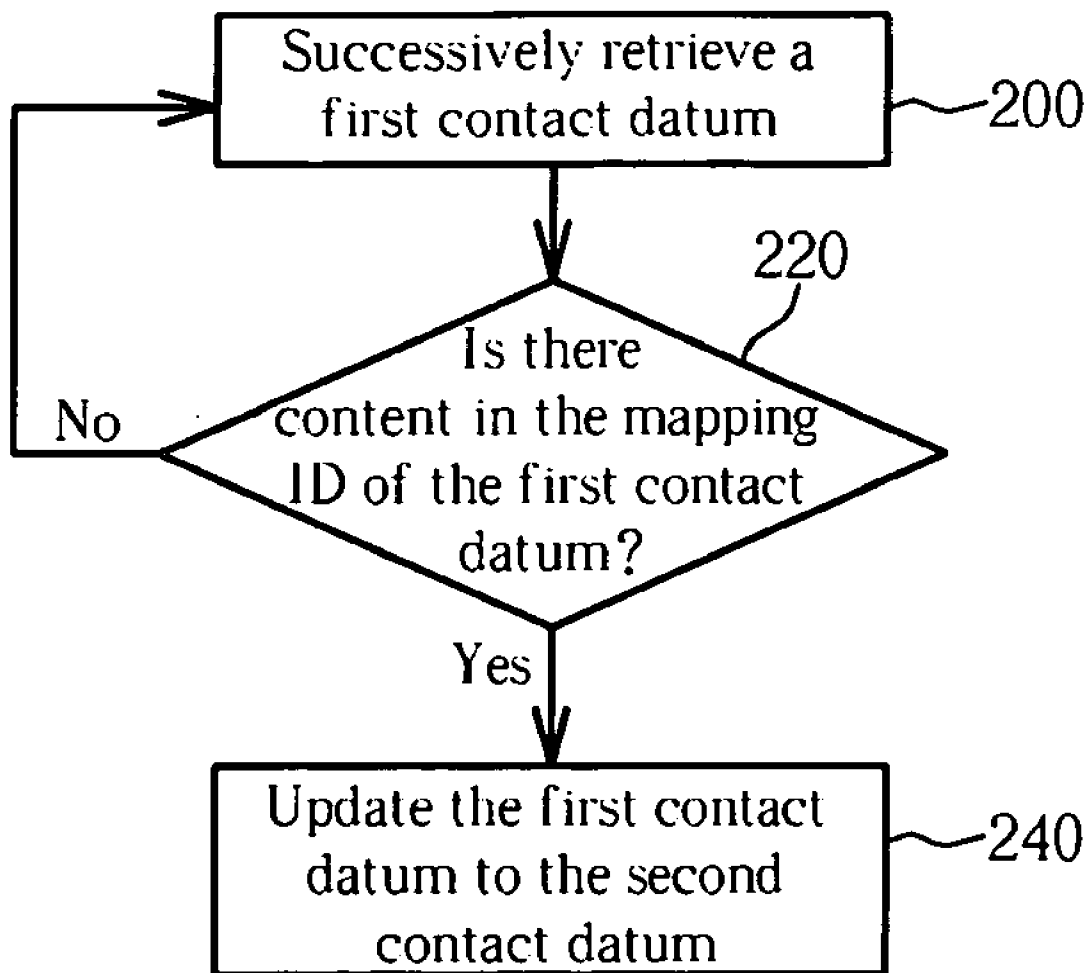 Successively retrieve a
first contact datum
200
220
Is there
content in the mapping
ID of the first contact
datum?
No
Yes
Update the first contact
datum to the second
contact datum
240